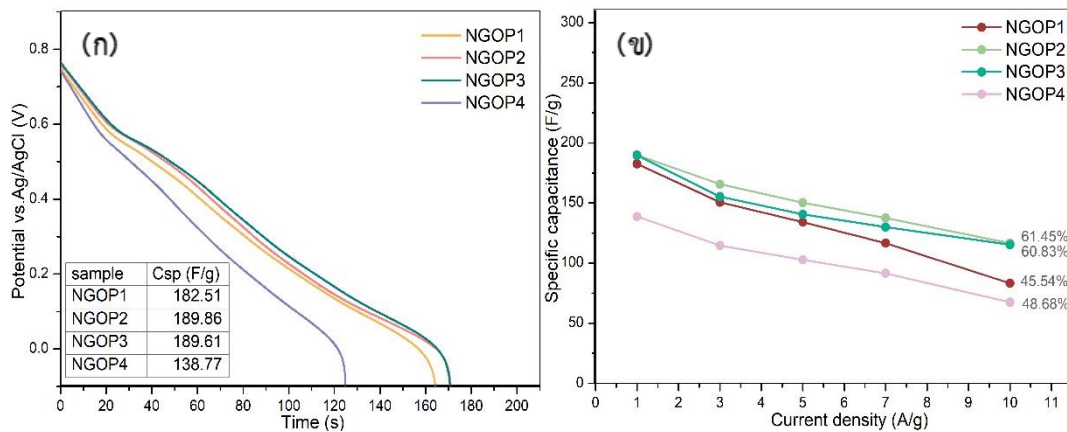 (ก)
NGOP1
NGOP2
NGOP3
NGOP4
0.8
0.6
0.4
0.2
0.0
Potential vs.Ag/AgCl (V)
sample Csp (F/g)
NGOP1 182.51
NGOP2 189.86
NGOP3 189.61
NGOP4 138.77
0 20 40 60 80 100 120 140 160 180 200
Time (s)
(ข)
NGOP1
NGOP2
NGOP3
NGOP4
300
250
200
150
100
50
0
Specific capacitance (F/g)
61.45%
60.83%
45.54%
48.68%
0 1 2 3 4 5 6 7 8 9 10 11
Current density (A/g)